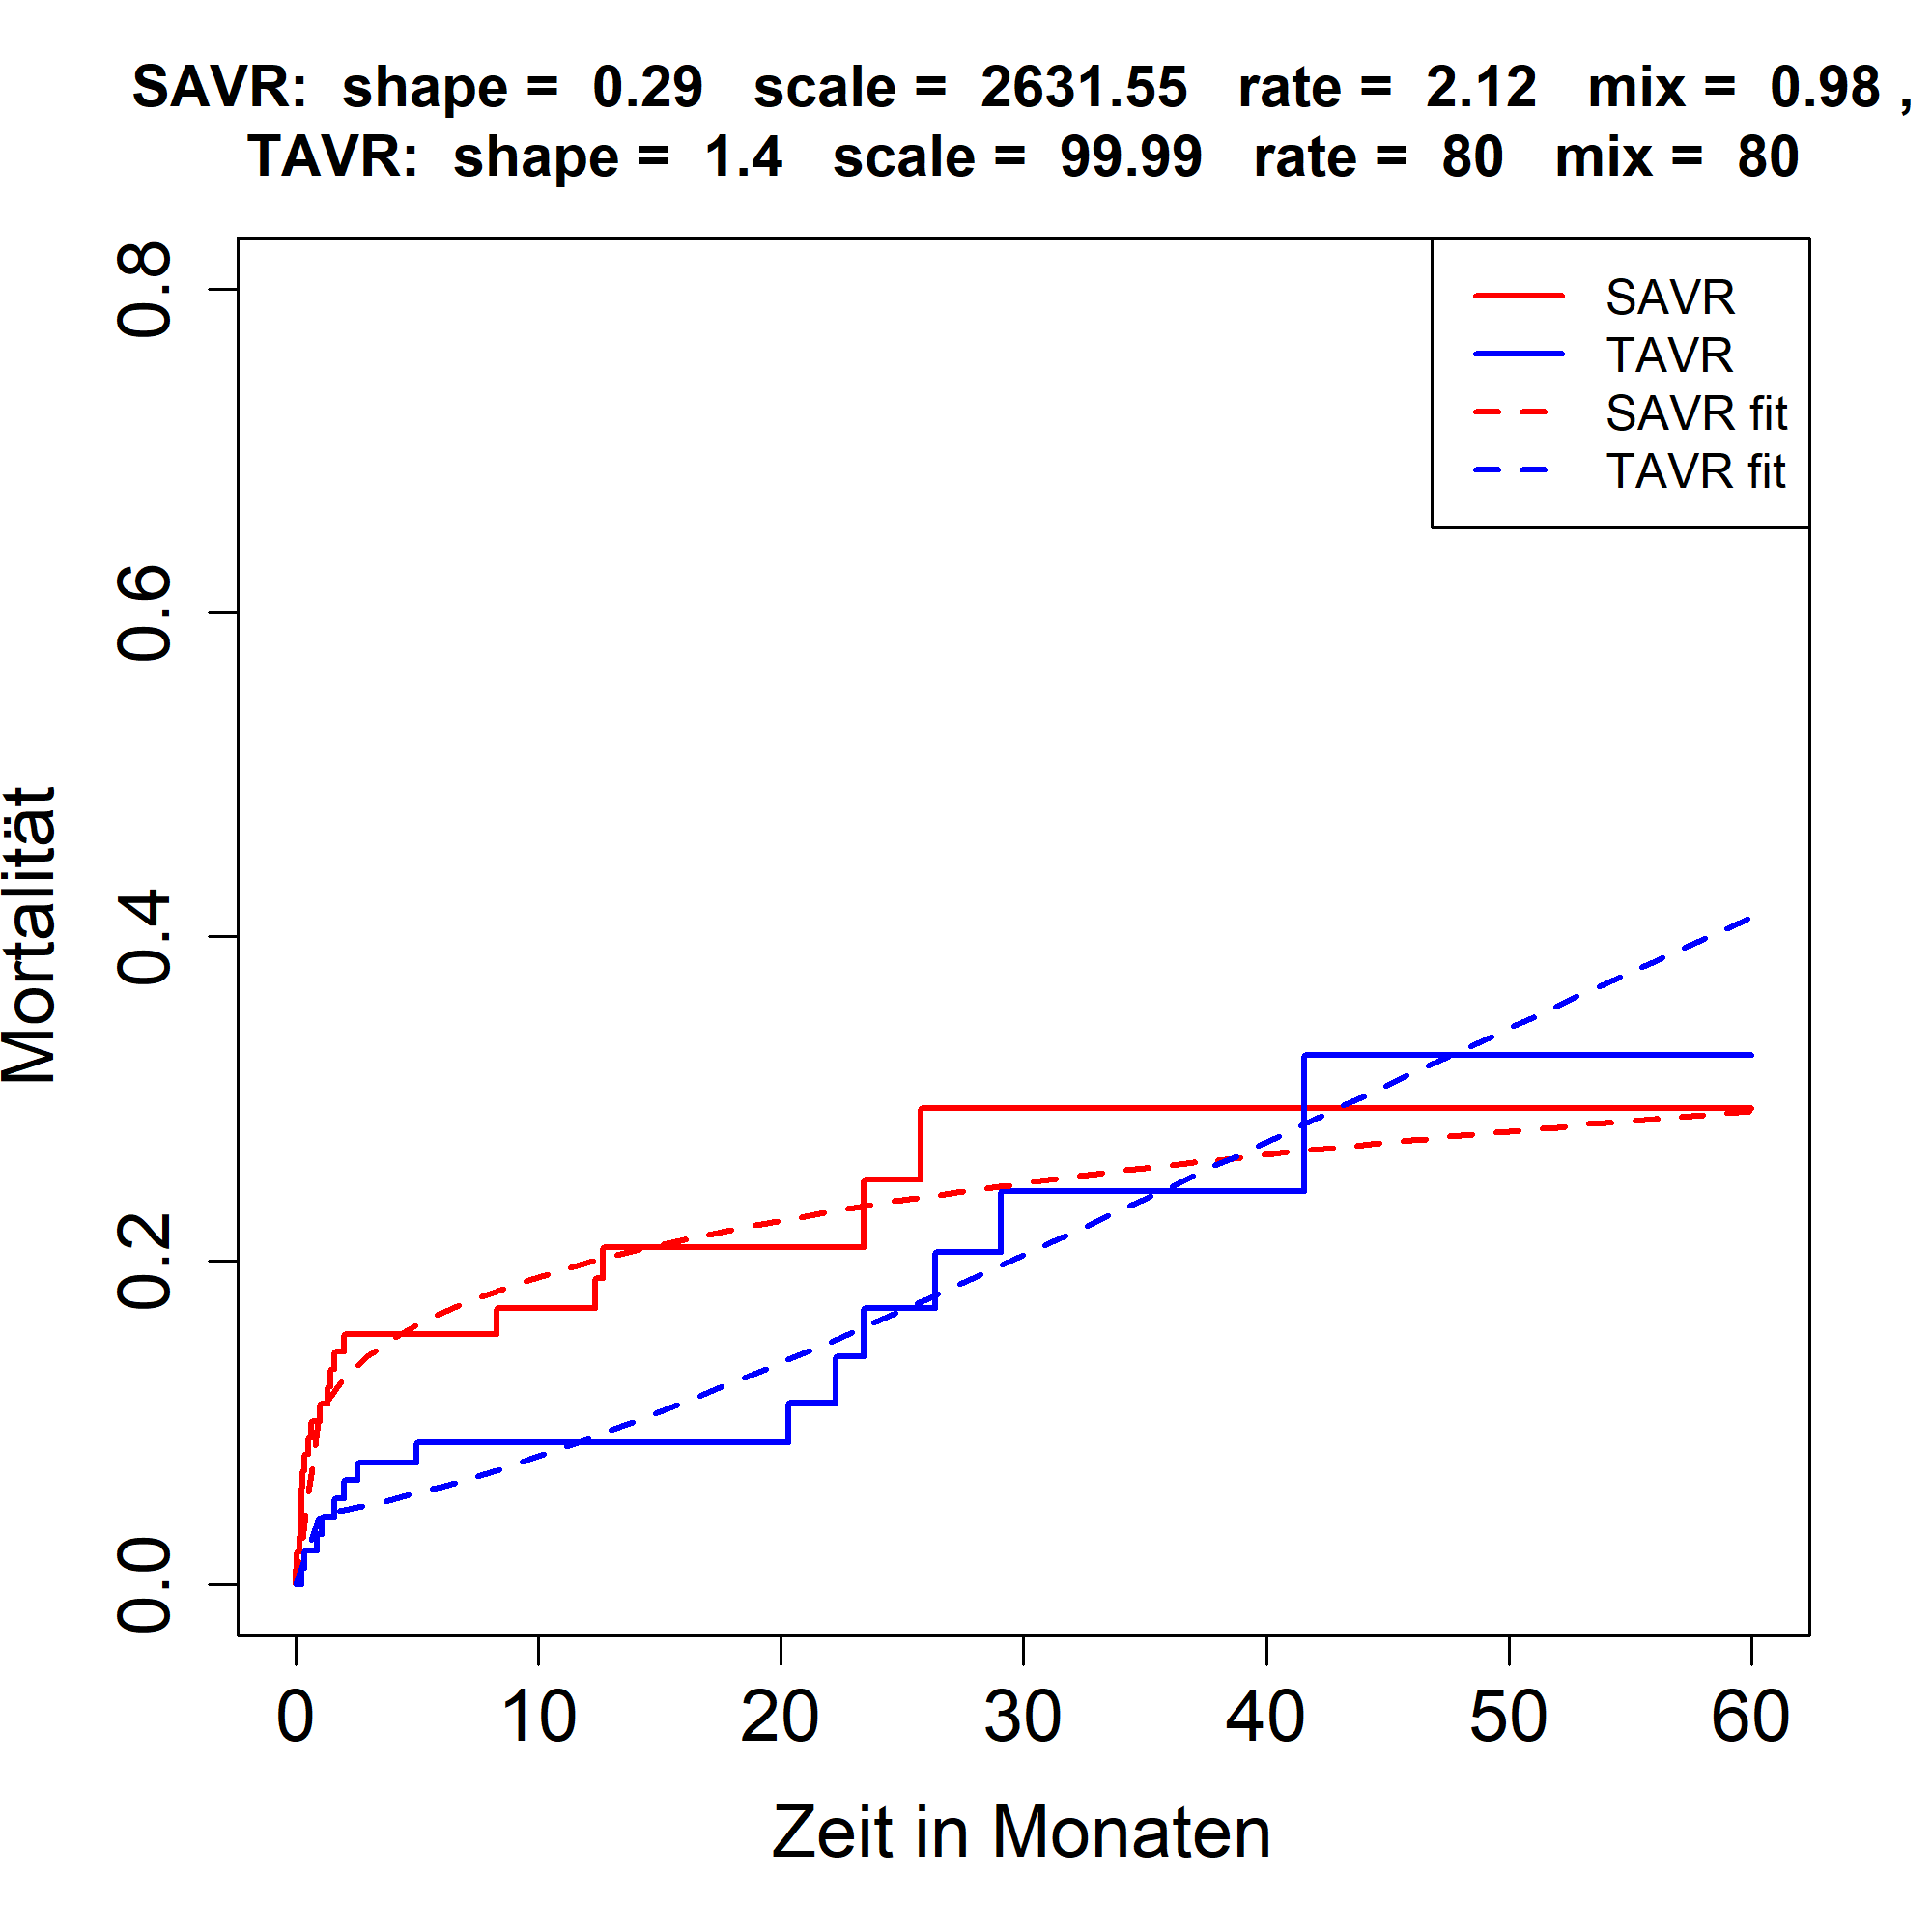 SAVR: shape = 0.29 scale = 2631.55 rate = 2.12 mix = 0.98 ,
TAVR: shape = 1.4 scale = 99.99 rate = 80 mix = 80
SAVR
TAVR
SAVR fit
TAVR fit
Mortalität
0.8
0.6
0.4
0.2
0.0
0 10 20 30 40 50 60
Zeit in Monaten